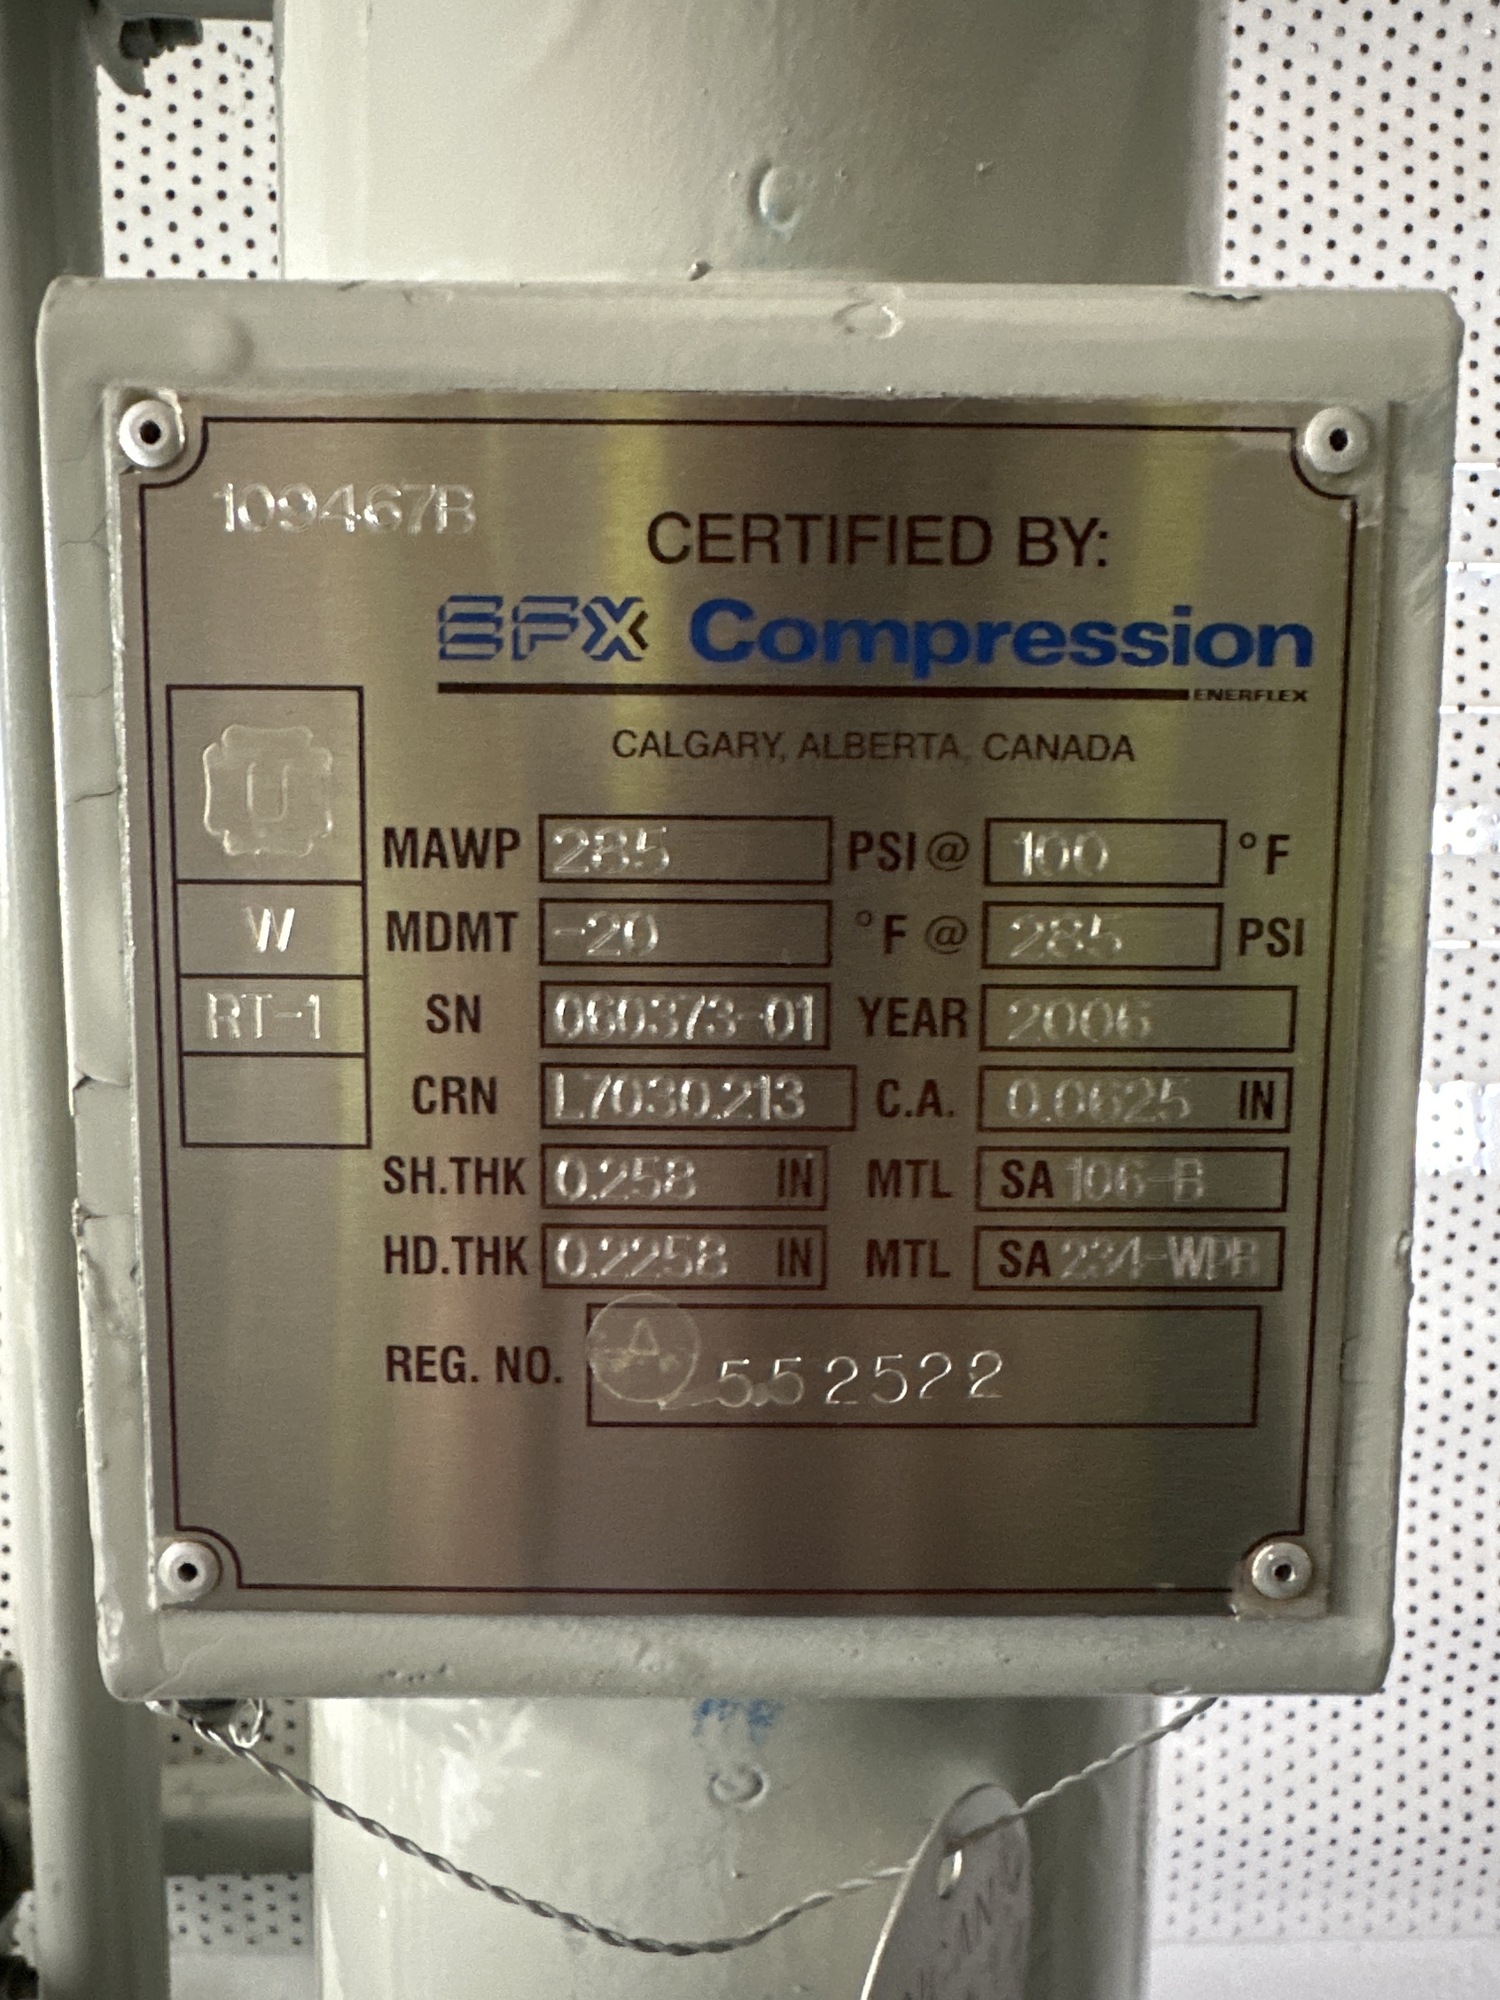 109467B
CERTIFIED BY:
EFX Compression
ENERFLEX
CALGARY, ALBERTA, CANADA
U
W
RT-1
MAWP 285 PSI @ 100 °F
MDMT -20 °F @ 285 PSI
SN 060373-01 YEAR 2006
CRN L7030.213 C.A. 0.0625 IN
SH.THK 0.258 IN MTL SA 106-B
HD.THK 0.2258 IN MTL SA 234-WPB
REG. NO. A 552522